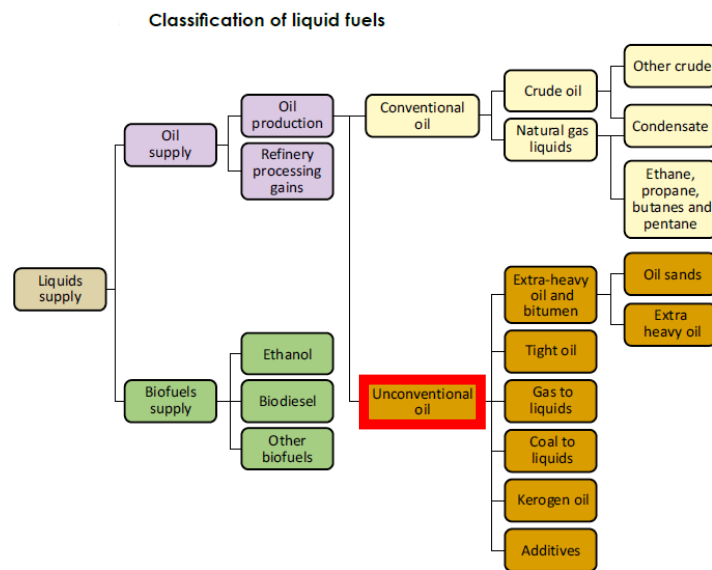 Classification of liquid fuels
Liquids
supply
Oil
supply
Oil
production
Refinery
processing
gains
Conventional
oil
Crude oil
Other crude
Condensate
Natural gas
liquids
Ethane,
propane,
butanes and
pentane
Unconventional
oil
Extra-heavy
oil and
bitumen
Oil sands
Extra
heavy oil
Tight oil
Gas to
liquids
Coal to
liquids
Kerogen oil
Additives
Biofuels
supply
Ethanol
Biodiesel
Other
biofuels